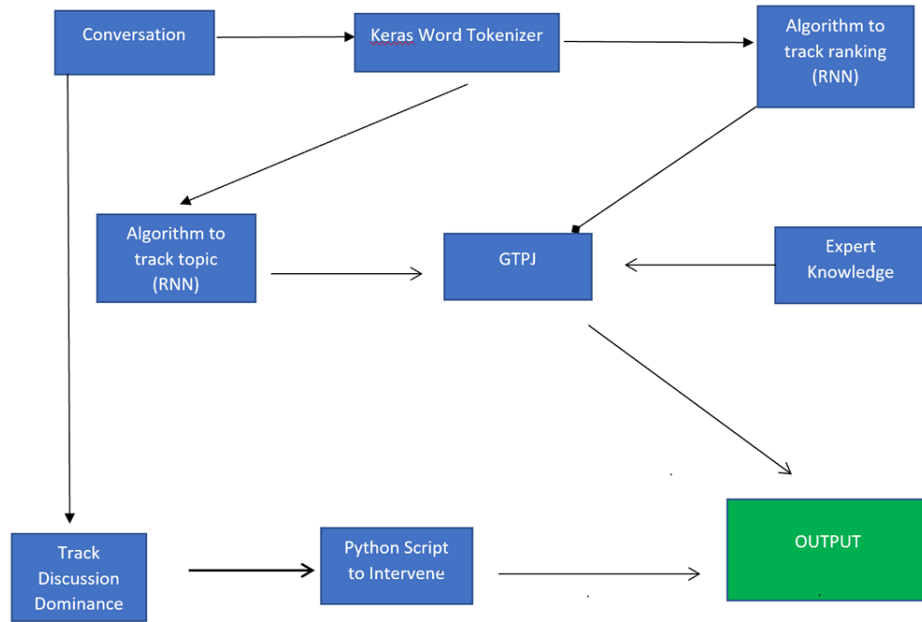 Conversation
Keras Word Tokenizer
Algorithm to
track ranking
(RNN)
Algorithm to
track topic
(RNN)
GTPJ
Expert
Knowledge
Track
Discussion
Dominance
Python Script
to Intervene
OUTPUT